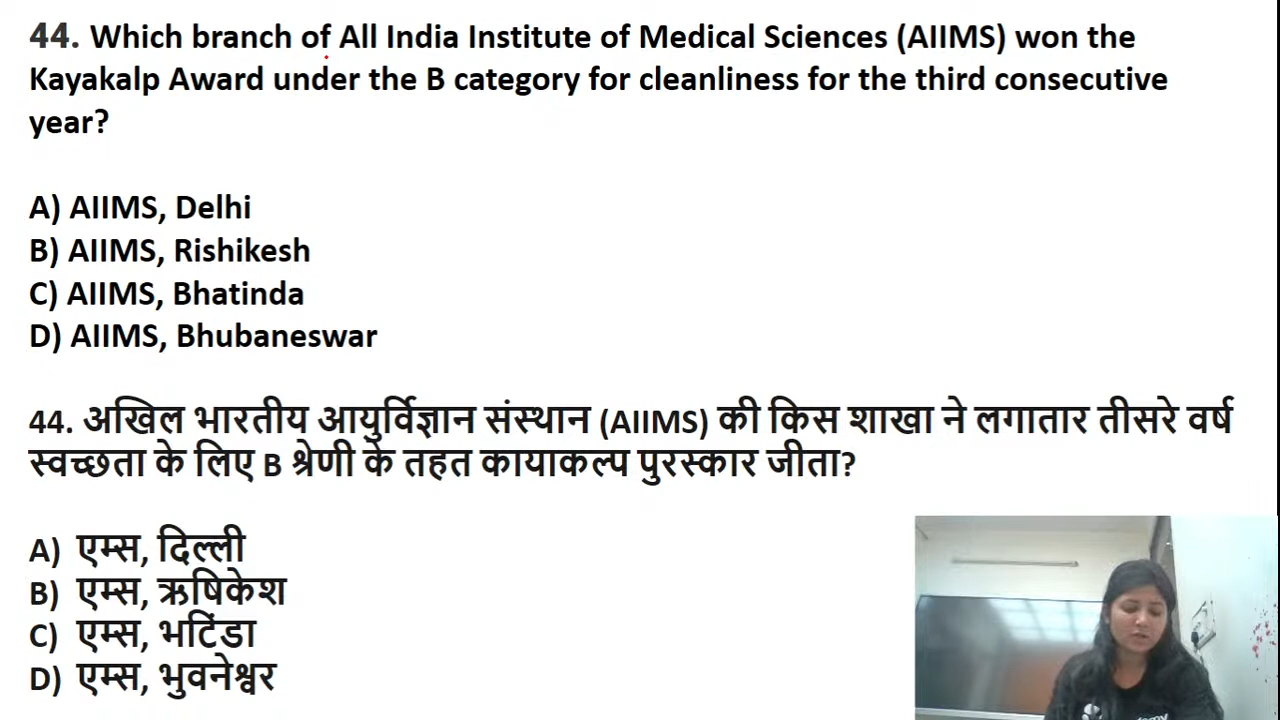 44. Which branch of All India Institute of Medical Sciences (AIIMS) won the
Kayakalp Award under the B category for cleanliness for the third consecutive
year?
A) AIIMS, Delhi
B) AIIMS, Rishikesh
C) AIIMS, Bhatinda
D) AIIMS, Bhubaneswar
44. अखिल भारतीय आयुर्विज्ञान संस्थान (AIIMS) की किस शाखा ने लगातार तीसरे वर्ष
स्वच्छता के लिए B श्रेणी के तहत कायाकल्प पुरस्कार जीता?
A) एम्स, दिल्ली
B) एम्स, ऋषिकेश
C) एम्स, भटिंडा
D) एम्स, भुवनेश्वर